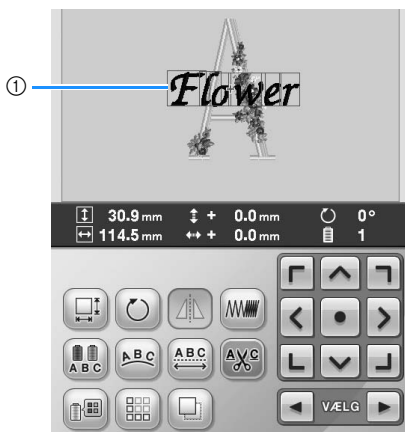 ①
Flower
A
30.9 mm + 0.0 mm 0°
114.5 mm + 0.0 mm 1
ABC ABC ABC A C
VÆLG